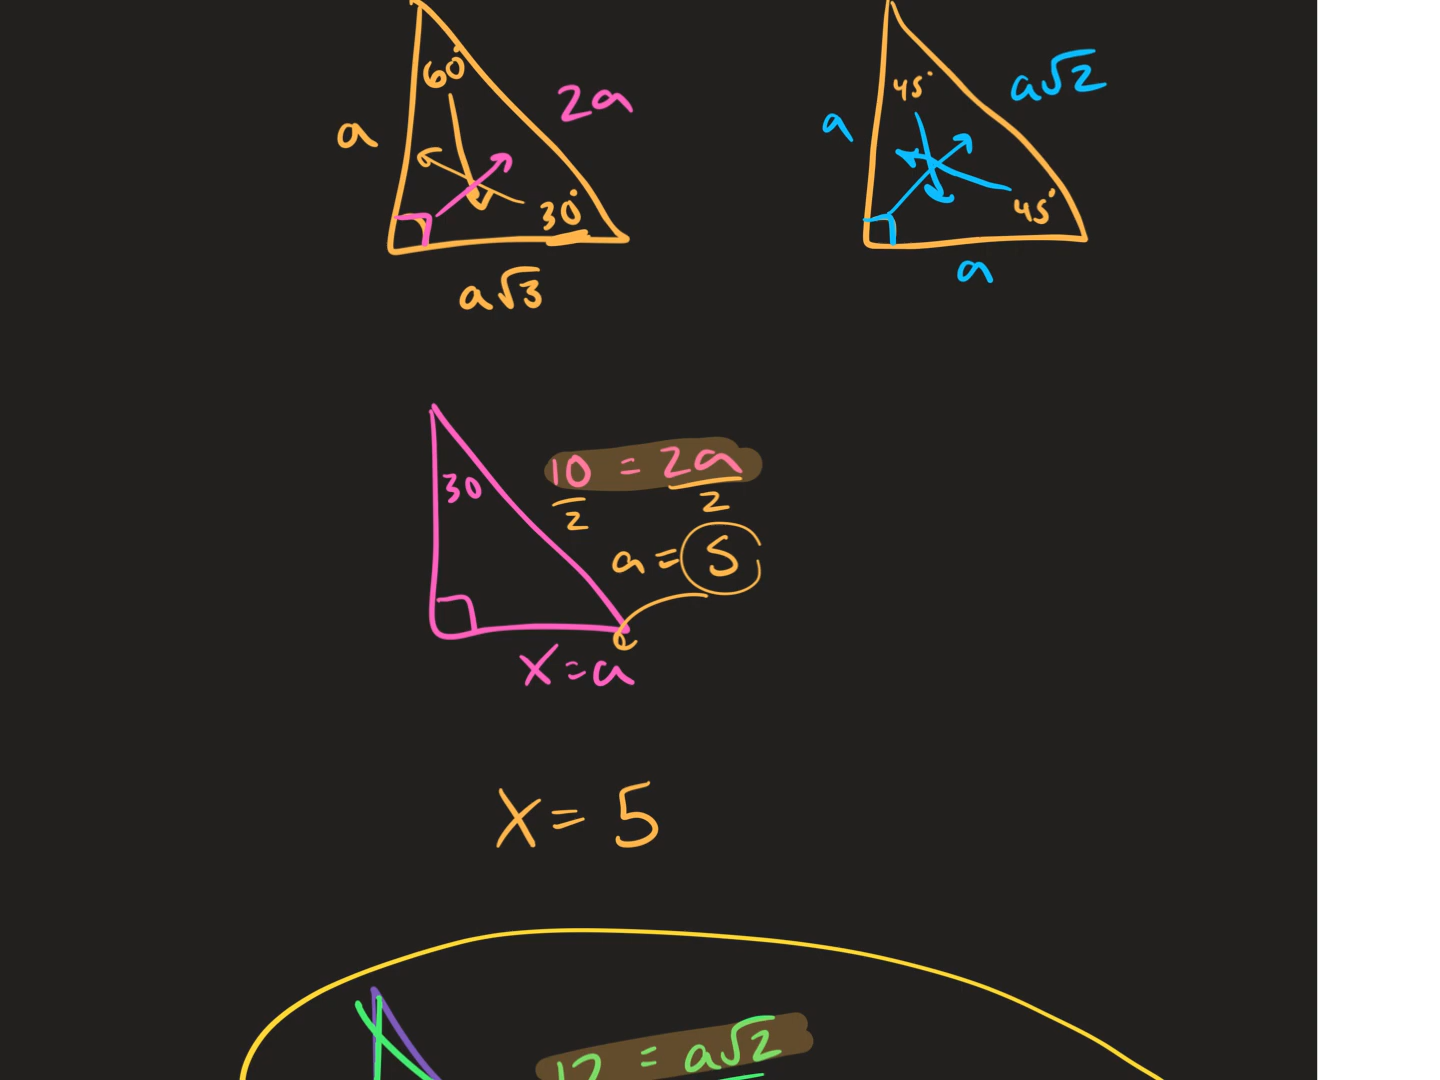 60°
2a
a
30°
a√3
45°
a√2
a
45°
a
30
10 = 2a
2 2
a = 5
x = a
x = 5
= a√2